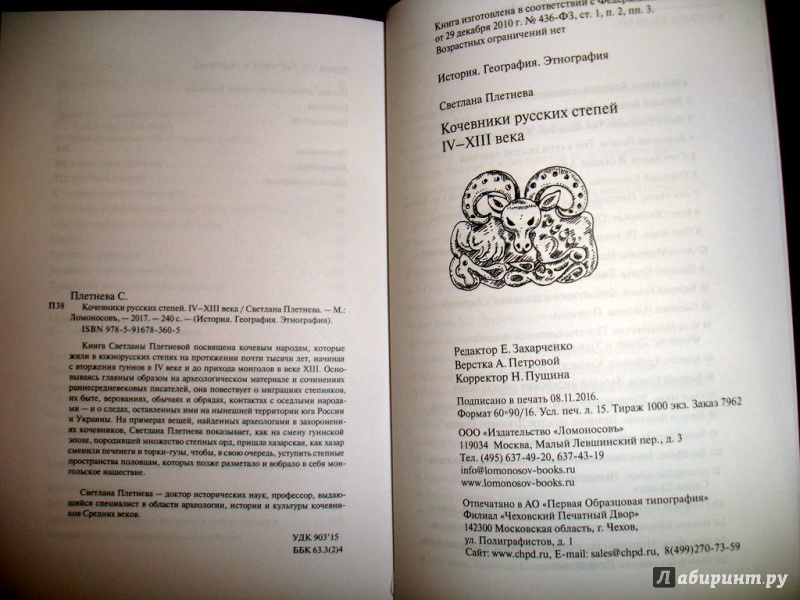 Плетнева С.
П38
Кочевники русских степей. IV–XIII века / Светлана Плетнева. — М.:
Ломоносовъ. — 2017. — 240 с. — (История. География. Этнография).
ISBN 978-5-91678-360-5
Книга Светланы Плетневой посвящена кочевым народам, которые
жили в южнорусских степях на протяжении почти тысячи лет, начиная
с вторжения гуннов в IV веке и до прихода монголов в веке XIII. Осно-
вываясь главным образом на археологическом материале и сочинениях
раннесредневековых писателей, она повествует о миграциях степняков,
их быте, верованиях, обычаях и обрядах, контактах с оседлыми народа-
ми — и о следах, оставленных ими на нынешней территории юга России
и Украины. На примерах вещей, найденных археологами в захоронени-
ях кочевников, Светлана Плетнева показывает, как на смену гуннской
эпохе, породившей множество степных орд, пришла хазарская, как хазар
сменили печенеги и торки-гузы, чтобы, в свою очередь, уступить степные
пространства половцам, которых позже разметало и вобрало в себя мон-
гольское нашествие.
Светлана Плетнева — доктор исторических наук, профессор, выдаю-
щийся специалист в области археологии, истории и культуры кочевников
Средних веков.
УДК 903'15
ББК 63.3(2)4
Книга изготовлена в соответствии с
от 29 декабря 2010 г. № 436-ФЗ, ст. 1, п. 2, пп. 3.
Возрастных ограничений нет
История. География. Этнография
Светлана Плетнева
Кочевники русских степей
IV–XIII века
Редактор Е. Захарченко
Верстка А. Петровой
Корректор Н. Пущина
Подписано в печать 08.11.2016.
Формат 60×90/16. Усл. печ. л. 15. Тираж 1000 экз. Заказ 7962
ООО «Издательство «Ломоносовъ»
119034 Москва, Малый Левшинский пер., д. 3
Тел. (495) 637-49-20, 637-43-19
info@lomonosov-books.ru
www.lomonosov-books.ru
Отпечатано в АО «Первая Образцовая типография»
Филиал «Чеховский Печатный Двор»
142300 Московская область, г. Чехов,
ул. Полиграфистов, д. 1
Сайт: www.chpd.ru, E-mail: sales@chpd.ru, 8(499)270-73-59
Лабиринт.ру